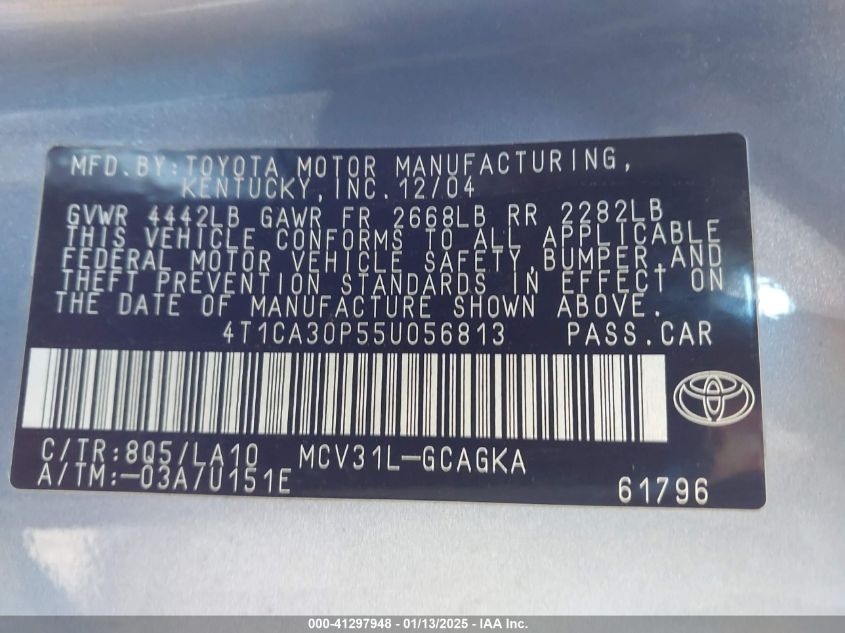 MFD.BY:TOYOTA MOTOR MANUFACTURING,
KENTUCKY,INC.12/04
GVWR 4442LB GAWR FR 2668LB RR 2282LB
THIS VEHICLE CONFORMS TO ALL APPLICABLE
FEDERAL MOTOR VEHICLE SAFETY,BUMPER,AND
THEFT PREVENTION STANDARDS IN EFFECT ON
THE DATE OF MANUFACTURE SHOWN ABOVE.
4T1CA30P55U056813 PASS.CAR
C/TR:8Q5/LA10 MCV31L-GCAGKA
A/TM:-03A/U151E
61796
000-41297948 - 01/13/2025 - IAA Inc.